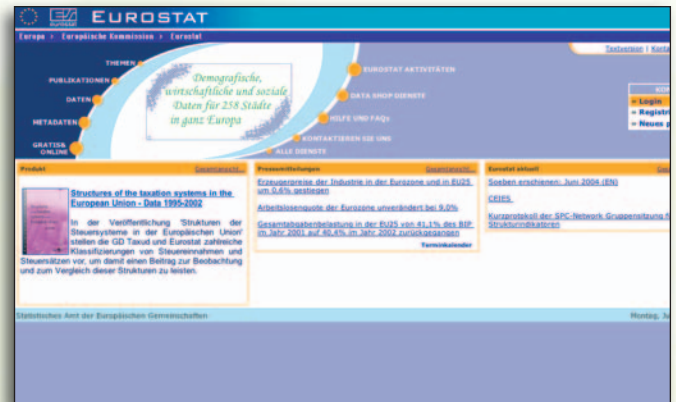 EUROSTAT
eurostat
Europa > Europäische Kommission > Eurostat
Textversion |
THEMEN
PUBLIKATIONEN
DATEN
METADATEN
GRATIS&
ONLINE
Demografische,
wirtschaftliche und soziale
Daten für 258 Städte
in ganz Europa
EUROSTAT AKTIVITÄTEN
DATA SHOP DIENSTE
HILFE UND FAQs
KONTAKTIEREN SIE UNS
ALLE DIENSTE
» Login
» Registri
» Neues p
Produkt
Gesamtansicht...
Structures of the taxation systems in the
European Union - Data 1995-2002
In der Veröffentlichung 'Strukturen der
Steuersysteme in der Europäischen Union'
stellen die GD Taxud und Eurostat zahlreiche
Klassifizierungen von Steuereinnahmen und
Steuersätzen vor, um damit einen Beitrag zur Beobachtung
und zum Vergleich dieser Strukturen zu leisten.
Pressemitteilungen
Gesamtansicht...
Erzeugerpreise der Industrie in der Eurozone und in EU25
um 0,6% gestiegen
Arbeitslosenquote der Eurozone unverändert bei 9,0%
Gesamtabgabenbelastung in der EU25 von 41,1% des BIP
im Jahr 2001 auf 40,4% im Jahr 2002 zurückgegangen
Terminkalender
Eurostat aktuell
Soeben erschienen: Juni 2004 (EN)
CEIES
Kurzprotokoll der SPC-Network Gruppensitzung f
Strukturindikatoren
Statistisches Amt der Europäischen Gemeinschaften
Montag,